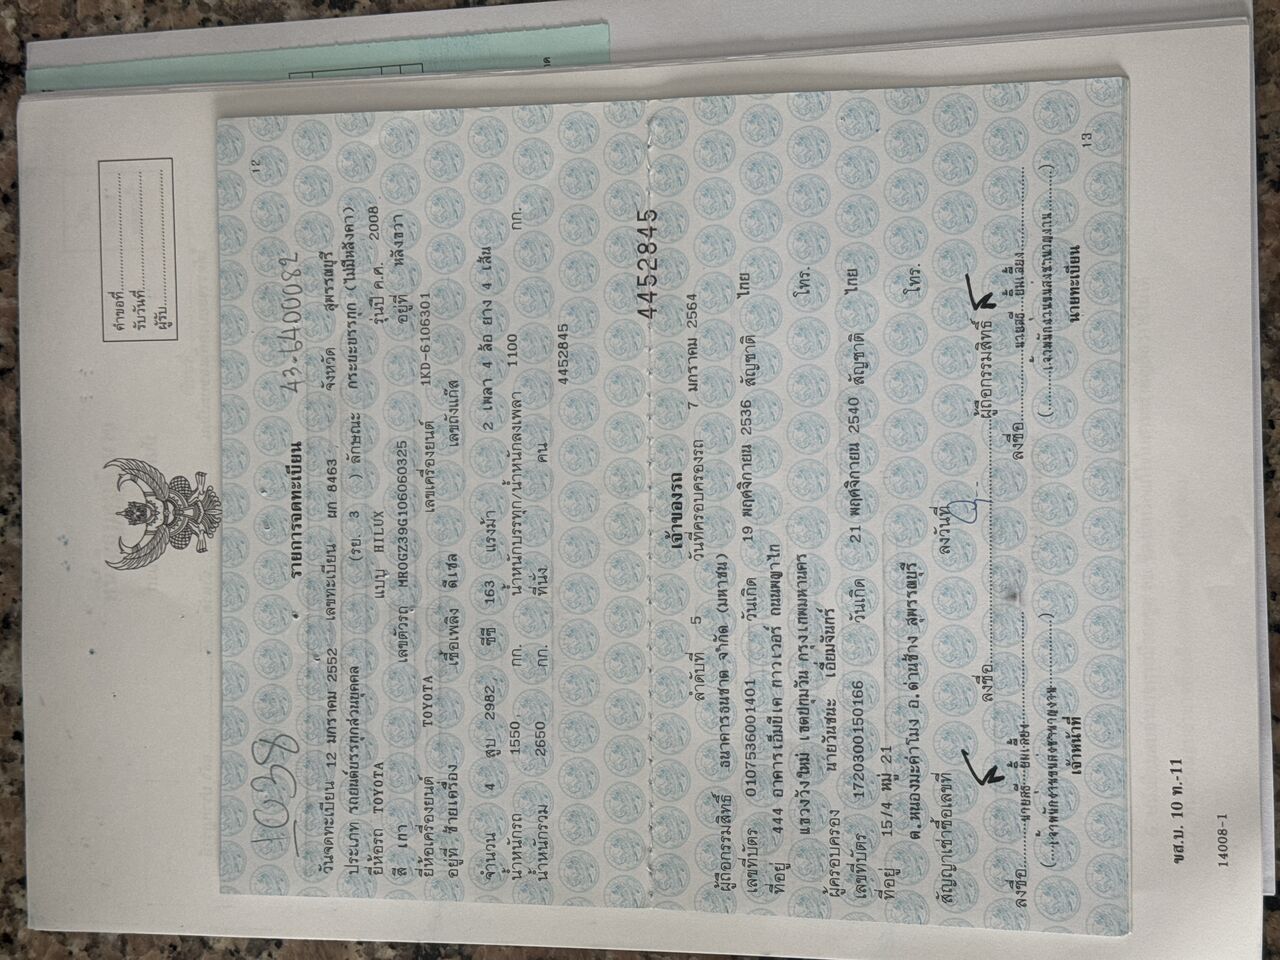 คำขอที่
รับวันที่
ผู้รับ
12
1038
43-6400082
รายการจดทะเบียน
วันจดทะเบียน 12 มกราคม 2552 เลขทะเบียน ผก 8463 จังหวัด สุพรรณบุรี
ประเภท รถยนต์บรรทุกส่วนบุคคล (รย. 3 ) ลักษณะ กระบะบรรทุก (ไม่มีหลังคา)
ยี่ห้อรถ TOYOTA แบบ HILUX รุ่นปี ค.ศ. 2008
สี เทา เลขตัวรถ MROGZ39G106060325 อยู่ที่ หลังขวา
ยี่ห้อเครื่องยนต์ TOYOTA เลขเครื่องยนต์ 1KD-6106301
อยู่ที่ ซ้ายเครื่อง เชื้อเพลิง ดีเซล เลขถังแก๊ส
จำนวน 4 สูบ 2982 ซีซี 163 แรงม้า 2 เพลา 4 ล้อ ยาง 4 เส้น
น้ำหนักรถ 1550 กก. น้ำหนักบรรทุก/น้ำหนักลงเพลา 1100 กก.
น้ำหนักรวม 2650 กก. ที่นั่ง คน
4452845
4452845
เจ้าของรถ
ลำดับที่ 5 วันที่ครอบครองรถ 7 มกราคม 2564
ผู้ถือกรรมสิทธิ์ ธนาคารธนชาต จำกัด (มหาชน)
เลขที่บัตร 0107536001401 วันเกิด 19 พฤศจิกายน 2536 สัญชาติ ไทย
ที่อยู่ 444 อาคารเอ็มบีเค ทาวเวอร์ ถนนพญาไท
แขวงวังใหม่ เขตปทุมวัน กรุงเทพมหานคร โทร.
ผู้ครอบครอง นายวันชนะ เอี่ยมจันทร์
เลขที่บัตร 1720300150166 วันเกิด 21 พฤศจิกายน 2540 สัญชาติ ไทย
ที่อยู่ 15/4 หมู่ 21
ต.หนองมะค่าโมง อ.ด่านช้าง สุพรรณบุรี โทร.
สัญญาเช่าซื้อเลขที่ ลงวันที่
ลงชื่อ ผู้ถือกรรมสิทธิ์
ลงชื่อ ลงชื่อ
เจ้าหน้าที่ นายทะเบียน
13
ขส.บ. 10 ท.-11
14008-1